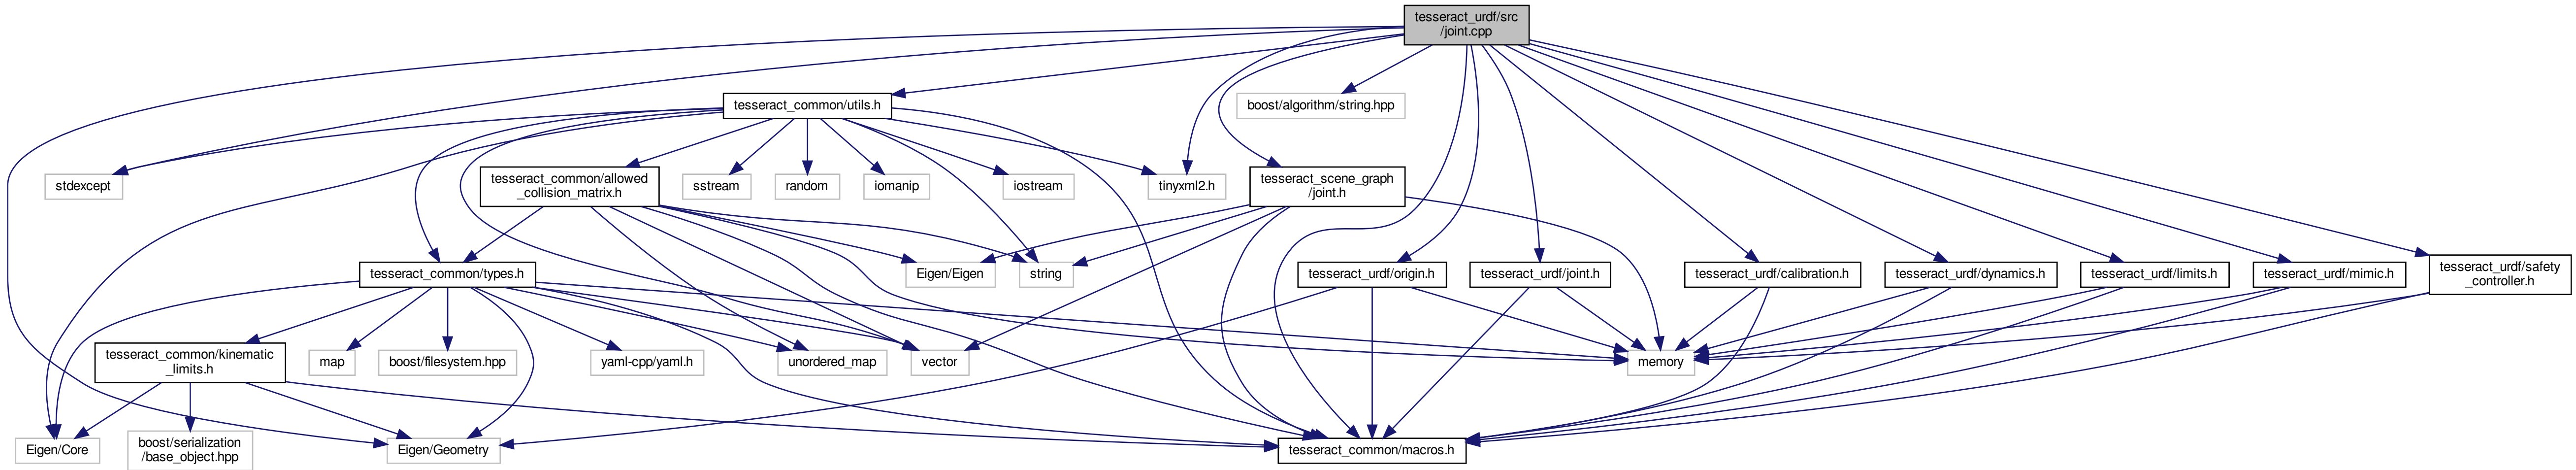 tesseract_urdf/src
/joint.cpp
tesseract_common/utils.h
boost/algorithm/string.hpp
stdexcept
tesseract_common/allowed
_collision_matrix.h
sstream
random
iomanip
iostream
tinyxml2.h
tesseract_scene_graph
/joint.h
tesseract_common/types.h
Eigen/Eigen
string
tesseract_urdf/origin.h
tesseract_urdf/joint.h
tesseract_urdf/calibration.h
tesseract_urdf/dynamics.h
tesseract_urdf/limits.h
tesseract_urdf/mimic.h
tesseract_urdf/safety
_controller.h
tesseract_common/kinematic
_limits.h
map
boost/filesystem.hpp
yaml-cpp/yaml.h
unordered_map
vector
memory
Eigen/Core
boost/serialization
/base_object.hpp
Eigen/Geometry
tesseract_common/macros.h